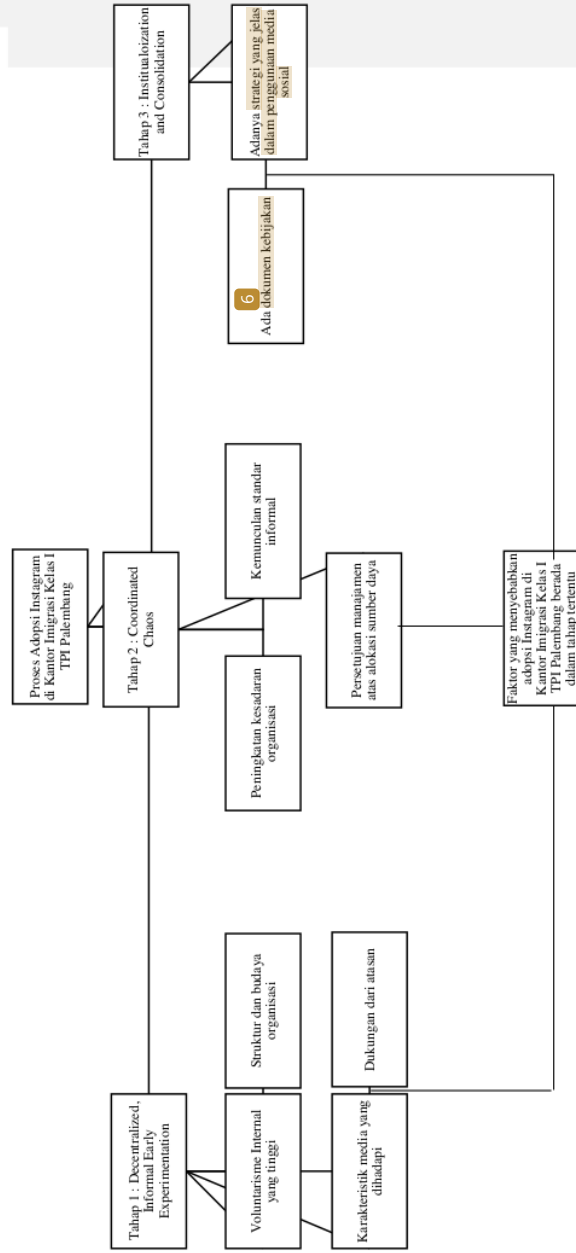 Proses Adopsi Instagram
di Kantor Imigrasi Kelas I
TPI Palembang
Tahap 1 : Decentralized,
Informal Early
Experimentation
Tahap 2 : Coordinated
Chaos
Tahap 3 : Institualoization
and Consolidation
Voluntarisme Internal
yang tinggi
Struktur dan budaya
organisasi
Peningkatan kesadaran
organisasi
Kemunculan standar
informal
6
Ada dokumen kebijakan
Adanya strategi yang jelas
dalam penggunaan media
sosial
Karakteristik media yang
dihadapi
Dukungan dari atasan
Persetujuan manajamen
atas alokasi sumber daya
Faktor yang menyebabkan
adopsi Instagram di
Kantor Imigrasi Kelas I
TPI Palembang berada
dalam tahap tertentu